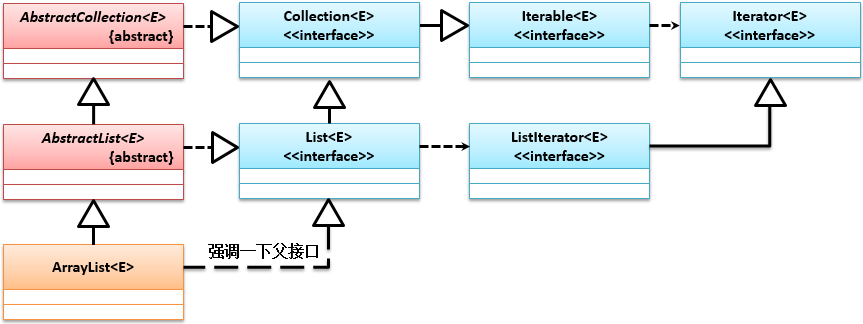 AbstractCollection<E>
{abstract}
Collection<E>
<<interface>>
Iterable<E>
<<interface>>
Iterator<E>
<<interface>>
AbstractList<E>
{abstract}
List<E>
<<interface>>
ListIterator<E>
<<interface>>
ArrayList<E>
强调一下父接口